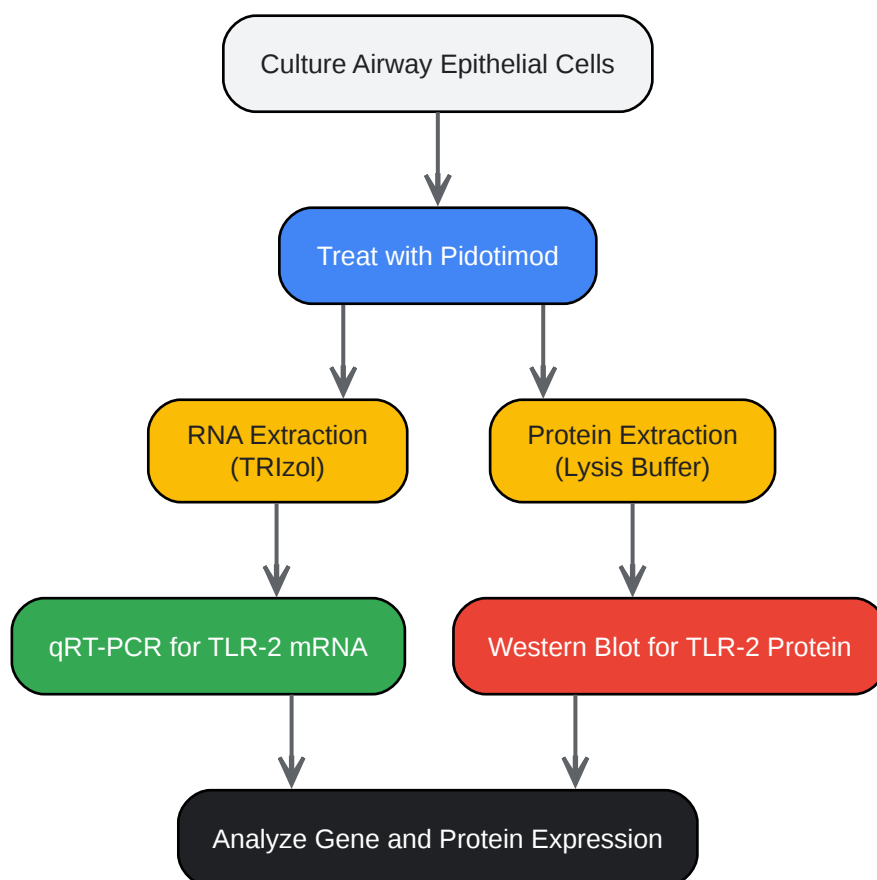 Culture Airway Epithelial Cells
Treat with Pidotimod
RNA Extraction
(TRIzol)
Protein Extraction
(Lysis Buffer)
qRT-PCR for TLR-2 mRNA
Western Blot for TLR-2 Protein
Analyze Gene and Protein Expression